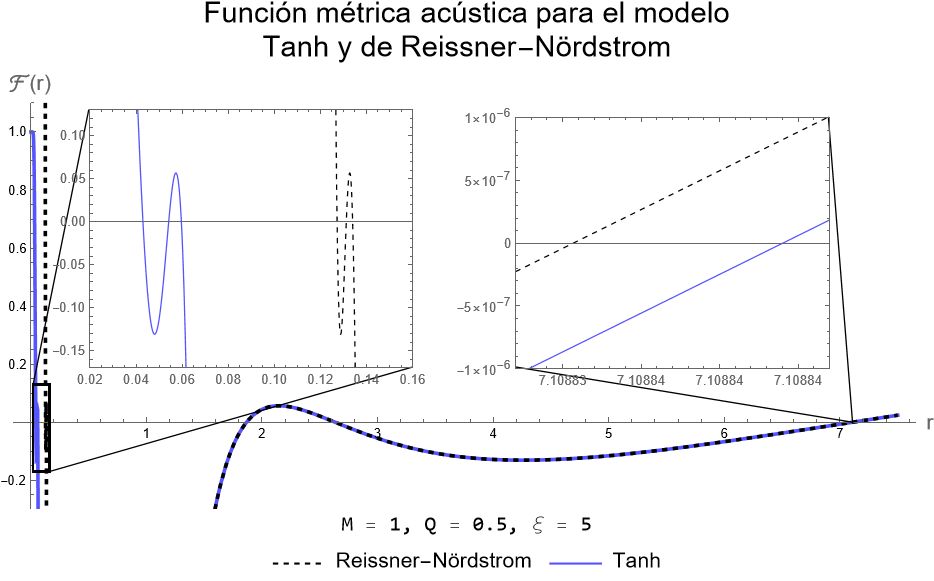 Función métrica acústica para el modelo
Tanh y de Reissner−Nördstrom
ℱ(r)
1.0
0.8
0.6
0.4
0.2
-0.2
0.10
0.05
0.00
-0.05
-0.10
-0.15
0.02 0.04 0.06 0.08 0.10 0.12 0.14 0.16
1×10⁻⁶
5×10⁻⁷
0
-5×10⁻⁷
-1×10⁻⁶
7.10883 7.10884 7.10884 7.10884
1 2 3 4 5 6 7
r
M = 1, Q = 0.5, ξ = 5
Reissner−Nördstrom Tanh